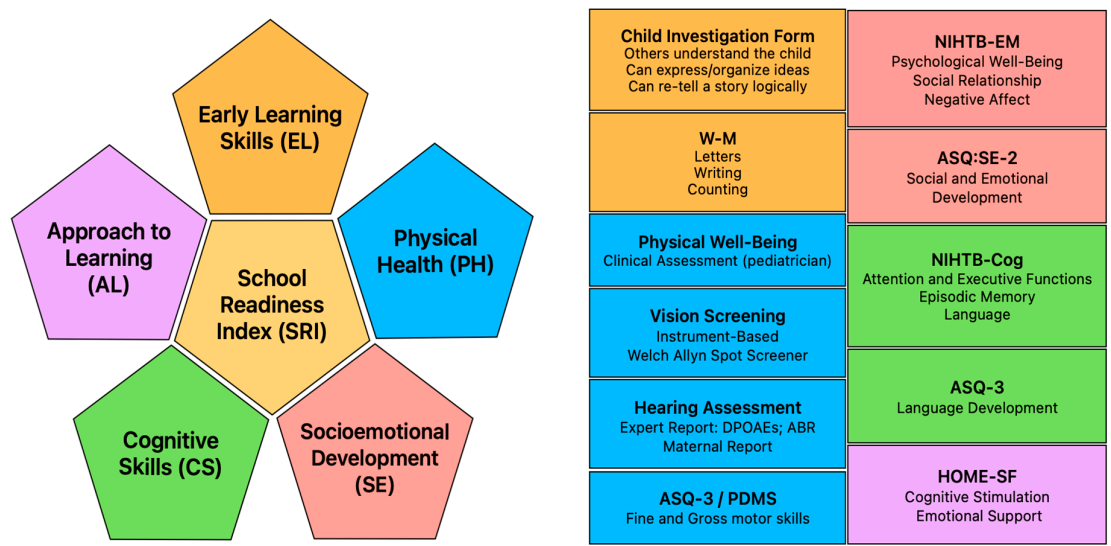 Early Learning
Skills (EL)
Approach to
Learning
(AL)
Physical
Health (PH)
School
Readiness
Index (SRI)
Cognitive
Skills (CS)
Socioemotional
Development
(SE)
Child Investigation Form
Others understand the child
Can express/organize ideas
Can re-tell a story logically
W-M
Letters
Writing
Counting
Physical Well-Being
Clinical Assessment (pediatrician)
Vision Screening
Instrument-Based
Welch Allyn Spot Screener
Hearing Assessment
Expert Report: DPOAEs; ABR
Maternal Report
ASQ-3 / PDMS
Fine and Gross motor skills
NIHTB-EM
Psychological Well-Being
Social Relationship
Negative Affect
ASQ:SE-2
Social and Emotional
Development
NIHTB-Cog
Attention and Executive Functions
Episodic Memory
Language
ASQ-3
Language Development
HOME-SF
Cognitive Stimulation
Emotional Support